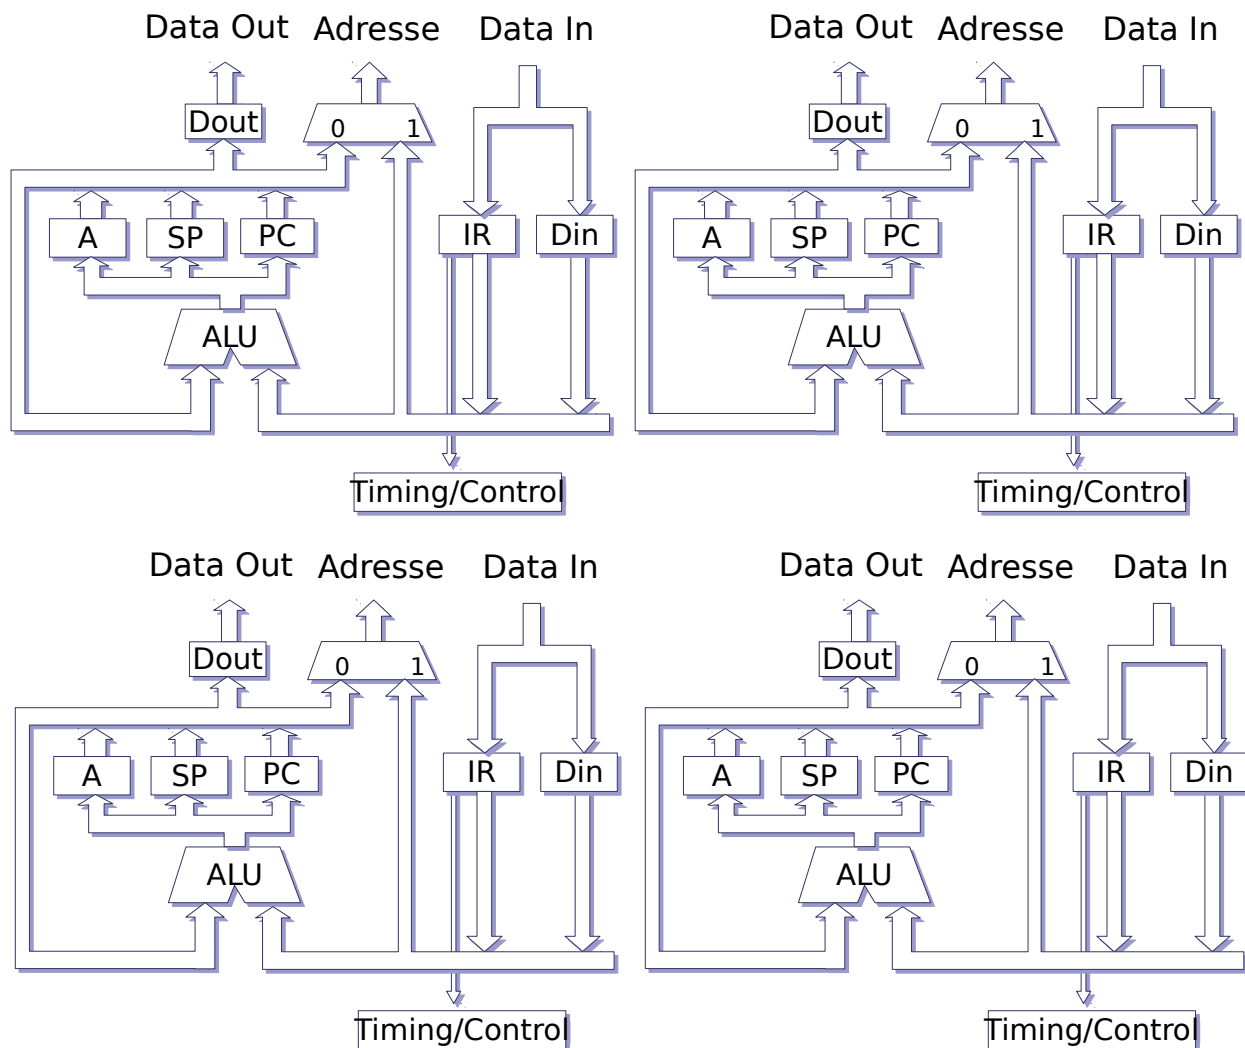 Data Out Adresse Data In
Dout 0 1
A SP PC IR Din
ALU
Timing/Control
Data Out Adresse Data In
Dout 0 1
A SP PC IR Din
ALU
Timing/Control
Data Out Adresse Data In
Dout 0 1
A SP PC IR Din
ALU
Timing/Control
Data Out Adresse Data In
Dout 0 1
A SP PC IR Din
ALU
Timing/Control